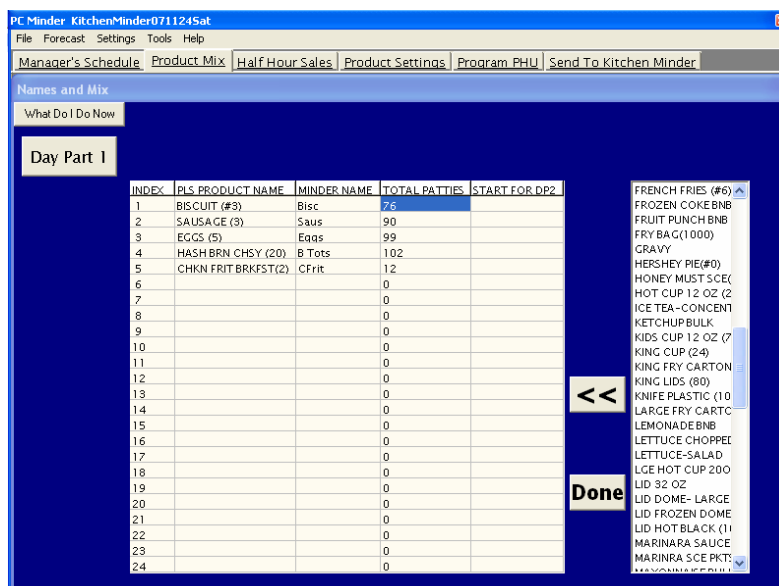 PC Minder KitchenMinder071124Sat
File Forecast Settings Tools Help
Manager's Schedule Product Mix Half Hour Sales Product Settings Program PHU Send To Kitchen Minder
Names and Mix
What Do I Do Now
Day Part 1
INDEX PLS PRODUCT NAME MINDER NAME TOTAL PATTIES START FOR DP2
1 BISCUIT (#3) Bisc 76
2 SAUSAGE (3) Saus 90
3 EGGS (5) Eggs 99
4 HASH BRN CHSY (20) B Tots 102
5 CHKN FRIT BRKFST(2) CFrit 12
6 0
7 0
8 0
9 0
10 0
11 0
12 0
13 0
14 0
15 0
16 0
17 0
18 0
19 0
20 0
21 0
22 0
23 0
24 0
<<
Done
FRENCH FRIES (#6)
FROZEN COKE BNB
FRUIT PUNCH BNB
FRY BAG(1000)
GRAVY
HERSHEY PIE(#0)
HONEY MUST SCE(
HOT CUP 12 OZ (2
ICE TEA-CONCENT
KETCHUP BULK
KIDS CUP 12 OZ (7
KING CUP (24)
KING FRY CARTON
KING LIDS (80)
KNIFE PLASTIC (10
LARGE FRY CARTC
LEMONADE BNB
LETTUCE CHOPPED
LETTUCE-SALAD
LGE HOT CUP 20O
LID 32 OZ
LID DOME- LARGE
LID FROZEN DOME
LID HOT BLACK (1
MARINARA SAUCE
MARINRA SCE PKT